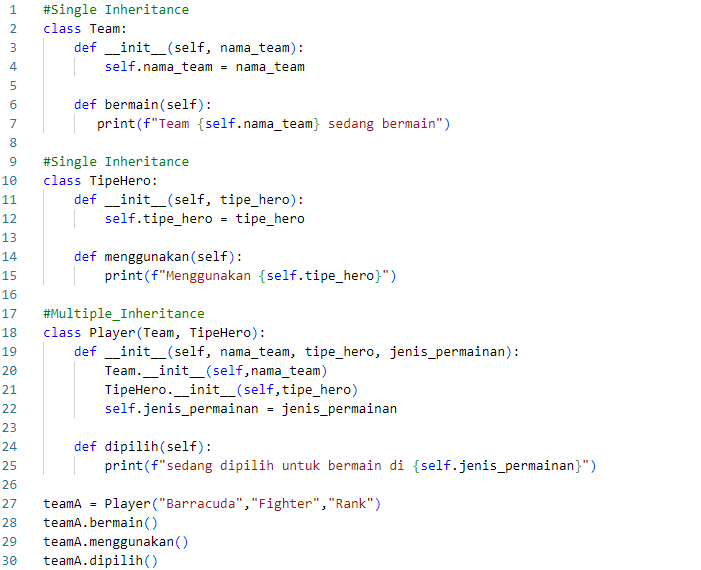 1 #Single Inheritance
2 class Team:
3     def __init__(self, nama_team):
4         self.nama_team = nama_team
5
6     def bermain(self):
7        print(f"Team {self.nama_team} sedang bermain")
8
9 #Single Inheritance
10 class TipeHero:
11     def __init__(self, tipe_hero):
12         self.tipe_hero = tipe_hero
13
14     def menggunakan(self):
15         print(f"Menggunakan {self.tipe_hero}")
16
17 #Multiple_Inheritance
18 class Player(Team, TipeHero):
19     def __init__(self, nama_team, tipe_hero, jenis_permainan):
20         Team.__init__(self,nama_team)
21         TipeHero.__init__(self,tipe_hero)
22         self.jenis_permainan = jenis_permainan
23
24     def dipilih(self):
25         print(f"sedang dipilih untuk bermain di {self.jenis_permainan}")
26
27 teamA = Player("Barracuda","Fighter","Rank")
28 teamA.bermain()
29 teamA.menggunakan()
30 teamA.dipilih()